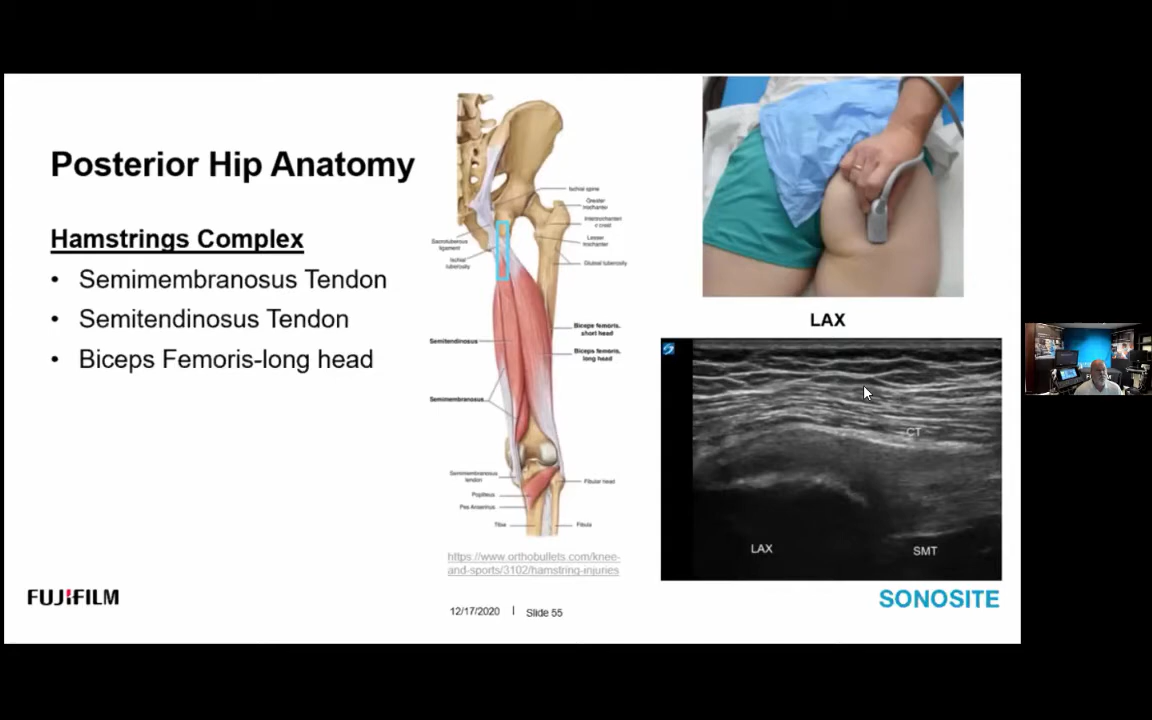 Posterior Hip Anatomy
Hamstrings Complex
• Semimembranosus Tendon
• Semitendinosus Tendon
• Biceps Femoris-long head
Ischial spine
Greater
trochanter
Intertrochanteri
c crest
Lesser
trochanter
Gluteal tuberosity
Sacrotuberous
ligament
Ischial
tuberosity
Biceps femoris,
short head
Biceps femoris,
long head
Semitendinosus
Semimembranosus
Semimembranosus
tendon
Popliteus
Pes Anserinus
Tibia
Fibular head
Fibula
https://www.orthobullets.com/knee-
and-sports/3102/hamstring-injuries
LAX
CT
LAX
SMT
FUJIFILM
12/17/2020 | Slide 55
SONOSITE